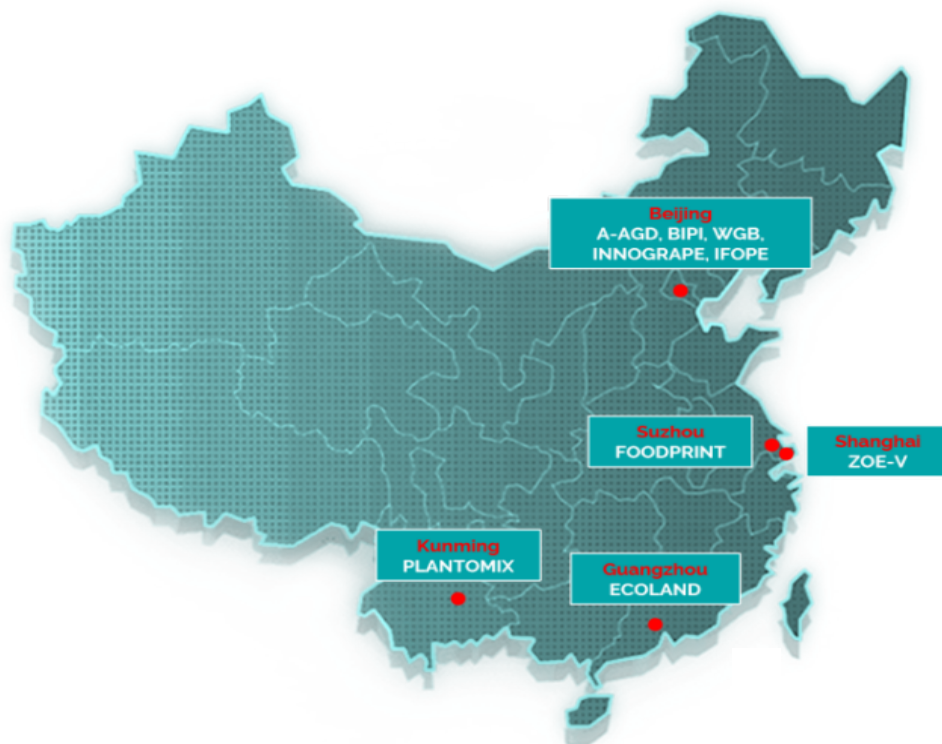 Beijing
A-AGD, BIPI, WGB,
INNOGRAPE, IFOPE
Suzhou
FOODPRINT
Shanghai
ZOE-V
Kunming
PLANTOMIX
Guangzhou
ECOLAND